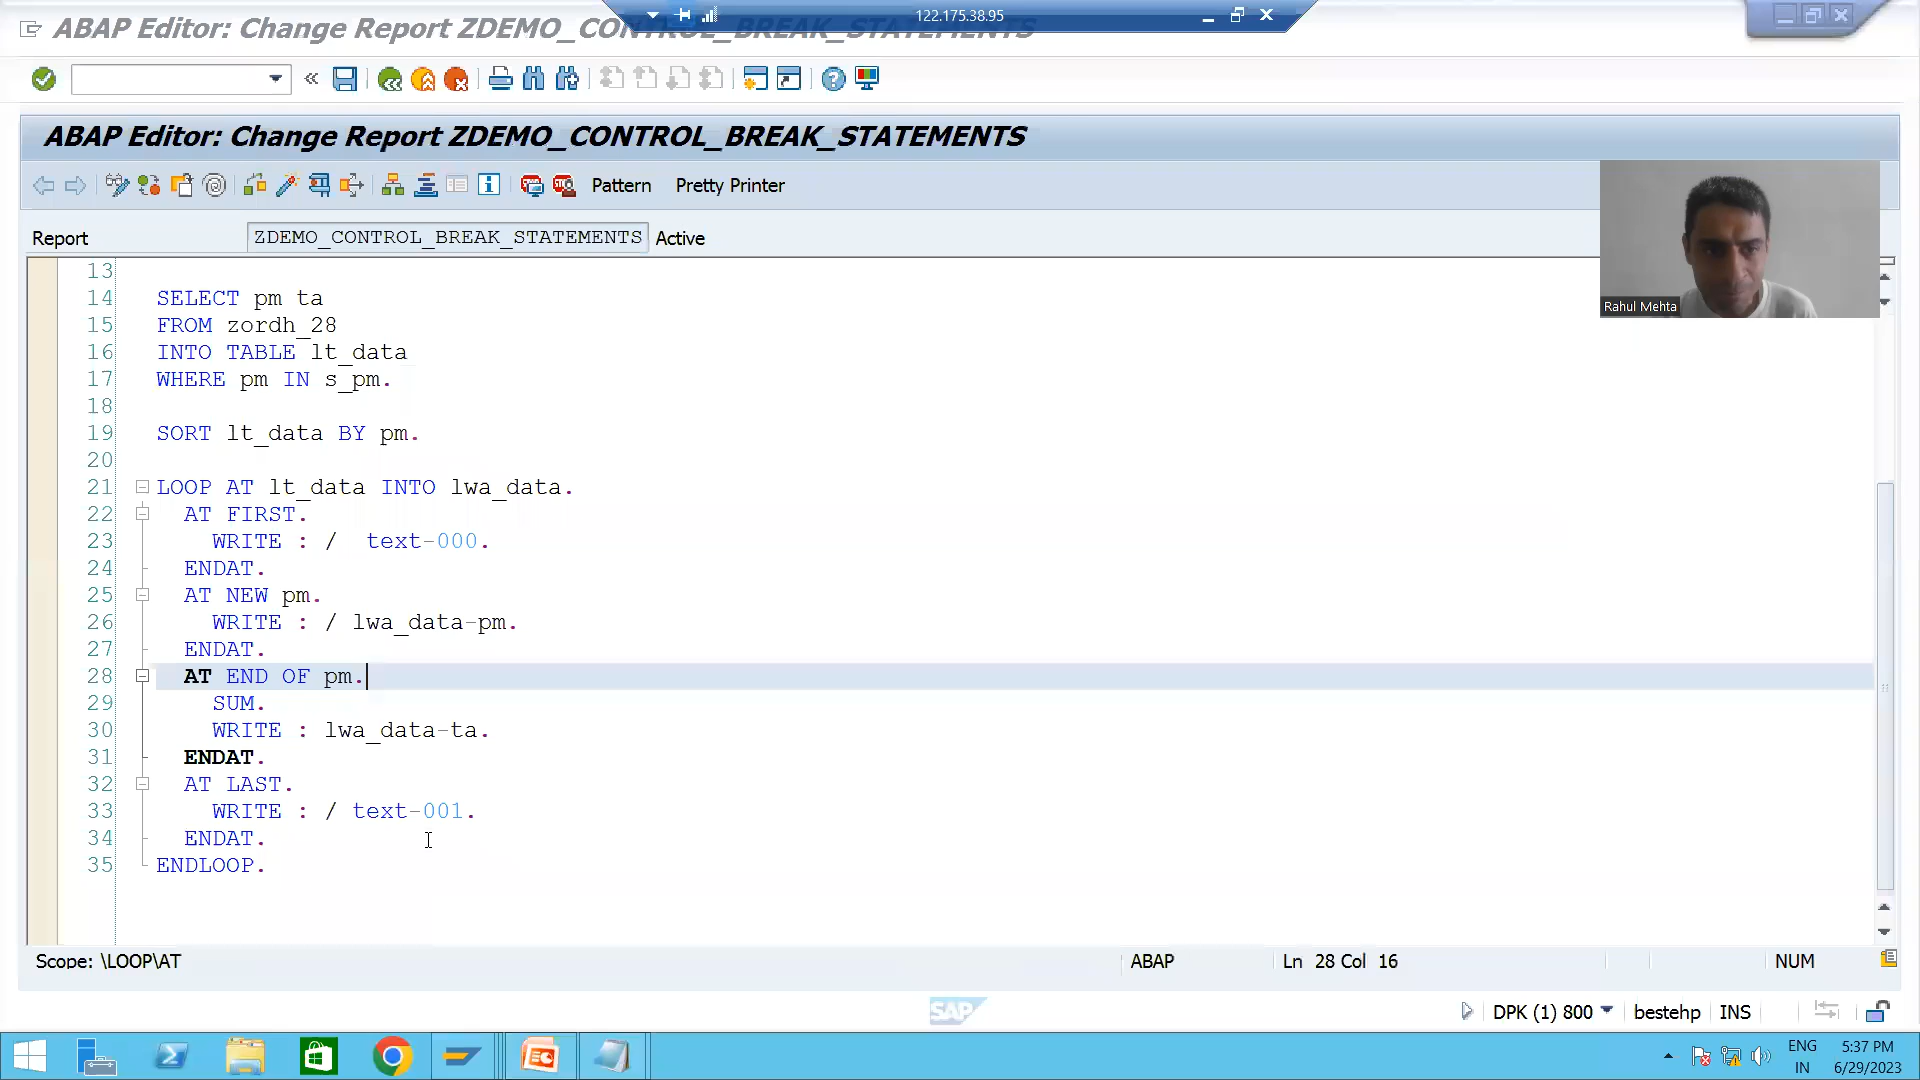 ABAP Editor: Change Report ZDEMO_CONTROL_BREAK_STATEMENTS
122.175.38.95
ABAP Editor: Change Report ZDEMO_CONTROL_BREAK_STATEMENTS
Pattern Pretty Printer
Report ZDEMO_CONTROL_BREAK_STATEMENTS Active
Rahul Mehta
13
14 SELECT pm ta
15 FROM zordh_28
16 INTO TABLE lt_data
17 WHERE pm IN s_pm.
18
19 SORT lt_data BY pm.
20
21 LOOP AT lt_data INTO lwa_data.
22 AT FIRST.
23 WRITE : / text-000.
24 ENDAT.
25 AT NEW pm.
26 WRITE : / lwa_data-pm.
27 ENDAT.
28 AT END OF pm.
29 SUM.
30 WRITE : lwa_data-ta.
31 ENDAT.
32 AT LAST.
33 WRITE : / text-001.
34 ENDAT.
35 ENDLOOP.
Scope: \LOOP\AT ABAP Ln 28 Col 16 NUM
SAP DPK (1) 800 bestehp INS
ENG 5:37 PM
IN 6/29/2023